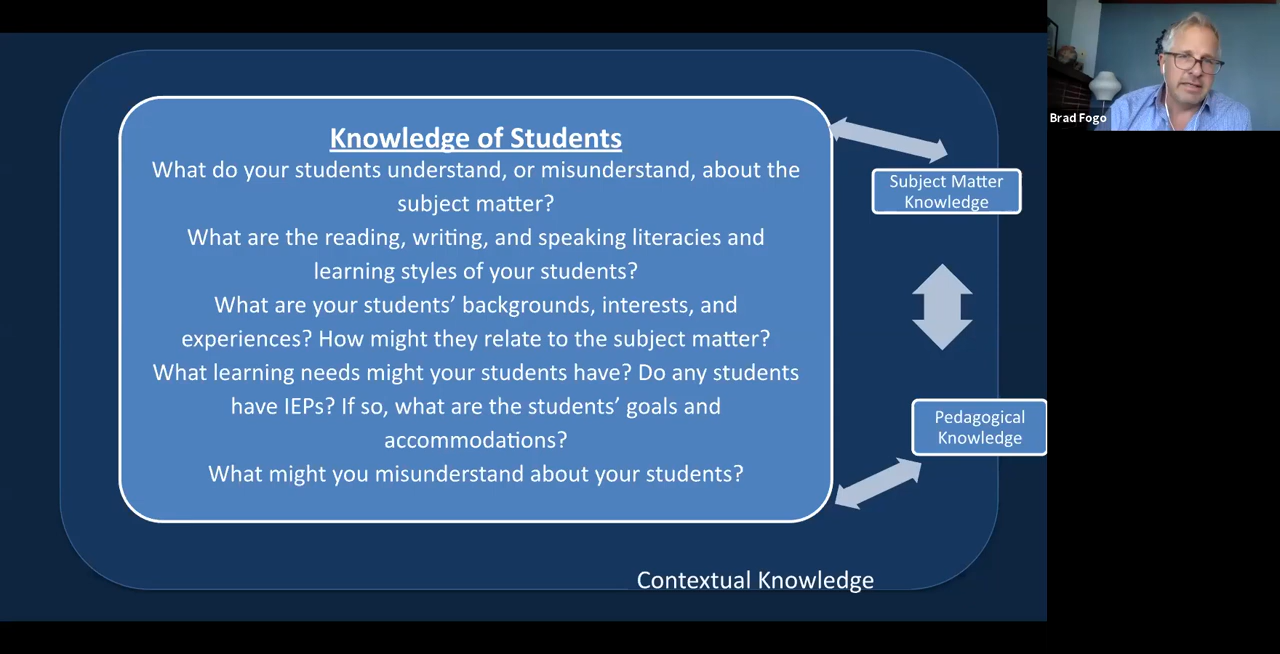 Knowledge of Students
What do your students understand, or misunderstand, about the
subject matter?
What are the reading, writing, and speaking literacies and
learning styles of your students?
What are your students’ backgrounds, interests, and
experiences? How might they relate to the subject matter?
What learning needs might your students have? Do any students
have IEPs? If so, what are the students’ goals and
accommodations?
What might you misunderstand about your students?
Subject Matter
Knowledge
Pedagogical
Knowledge
Contextual Knowledge
Brad Fogo